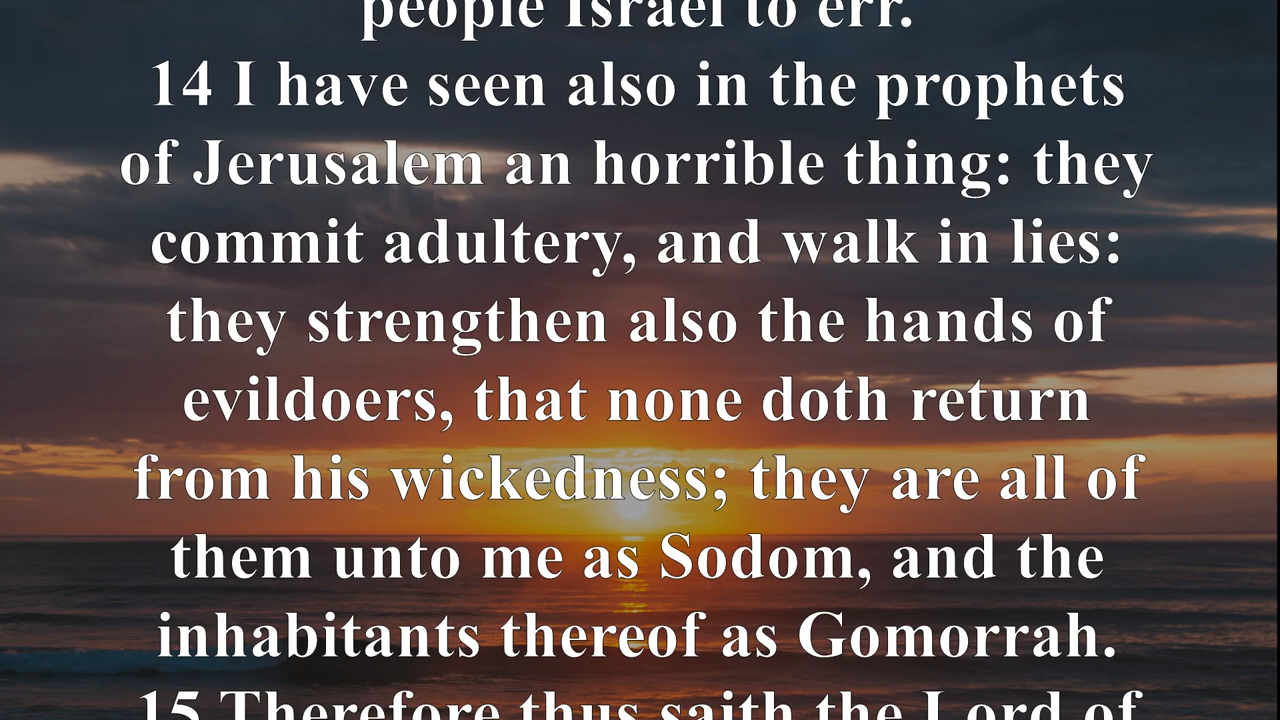 people Israel to err.
14 I have seen also in the prophets
of Jerusalem an horrible thing: they
commit adultery, and walk in lies:
they strengthen also the hands of
evildoers, that none doth return
from his wickedness; they are all of
them unto me as Sodom, and the
inhabitants thereof as Gomorrah.
15 Therefore thus saith the Lord of